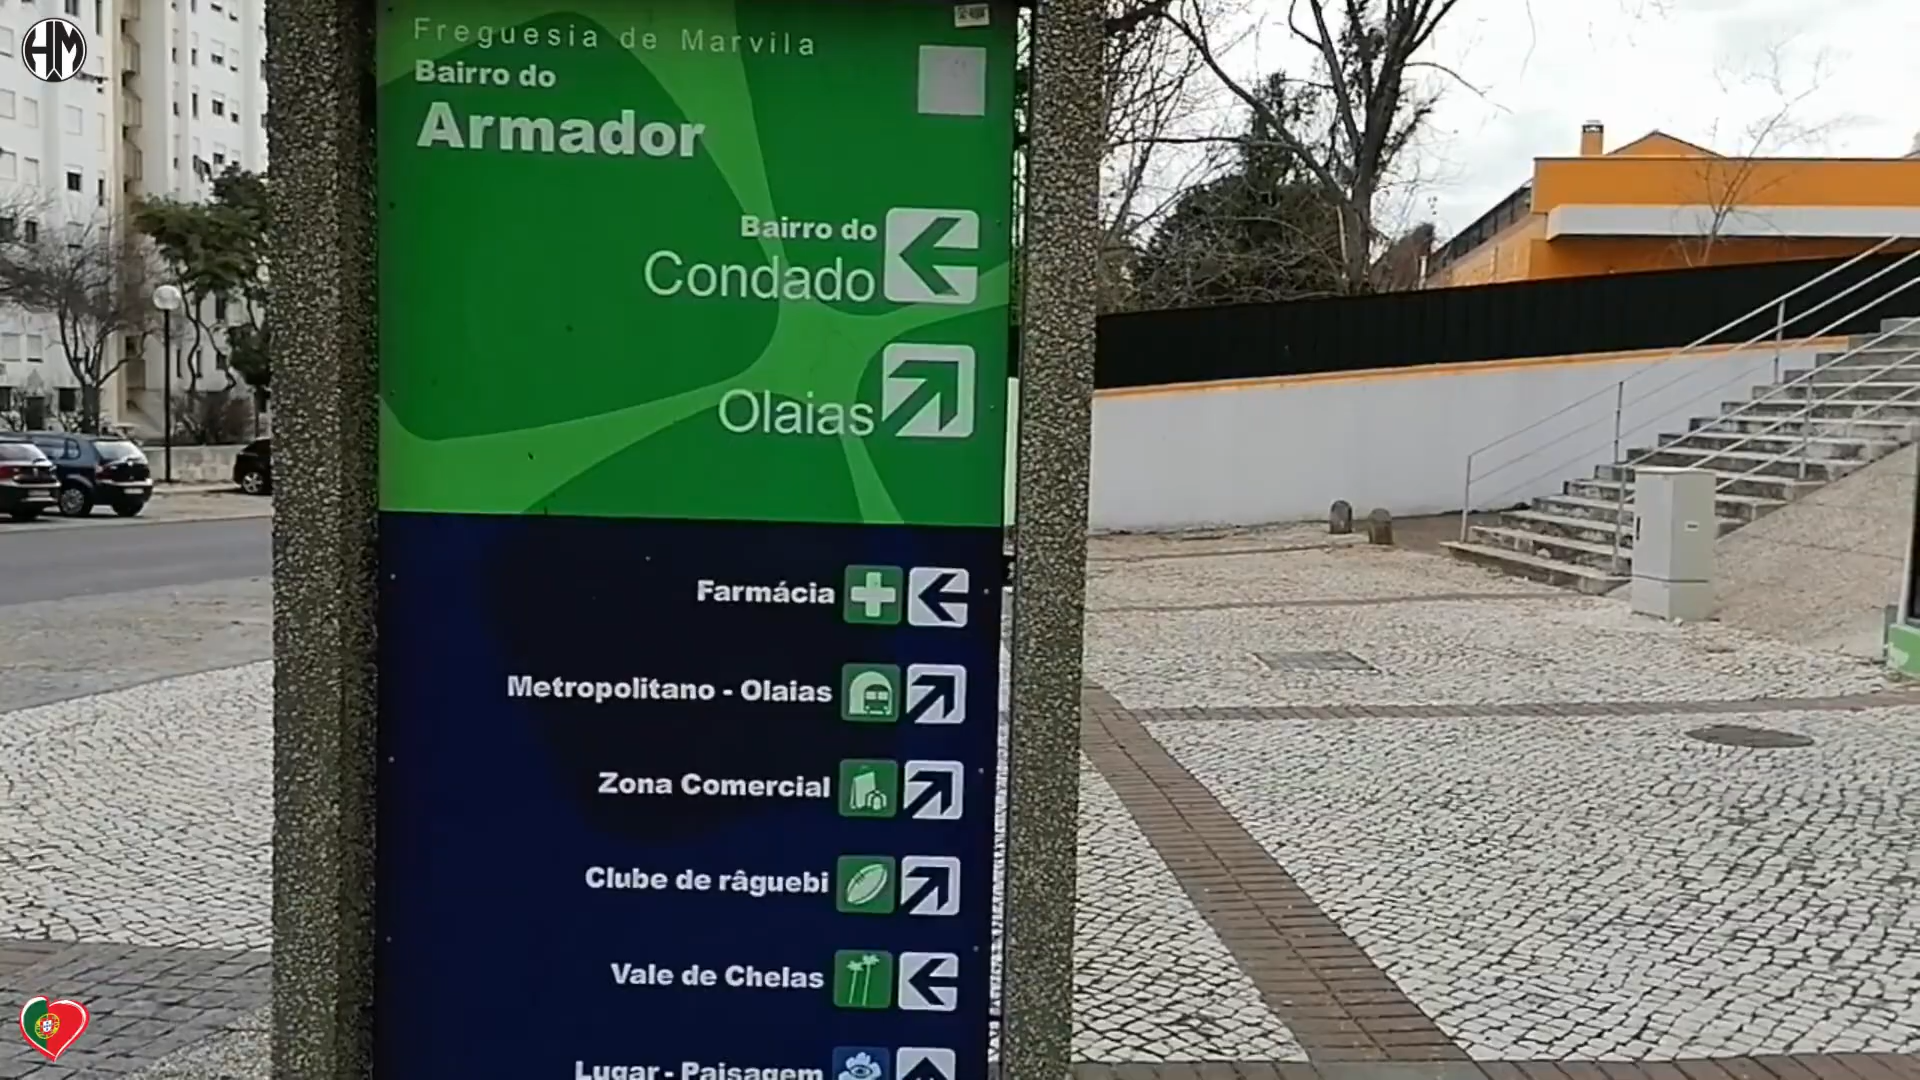 HM
Freguesia de Marvila
Bairro do
Armador
Bairro do
Condado
Olaias
Farmácia
Metropolitano - Olaias
Zona Comercial
Clube de râguebi
Vale de Chelas
Lugar - Paisagem